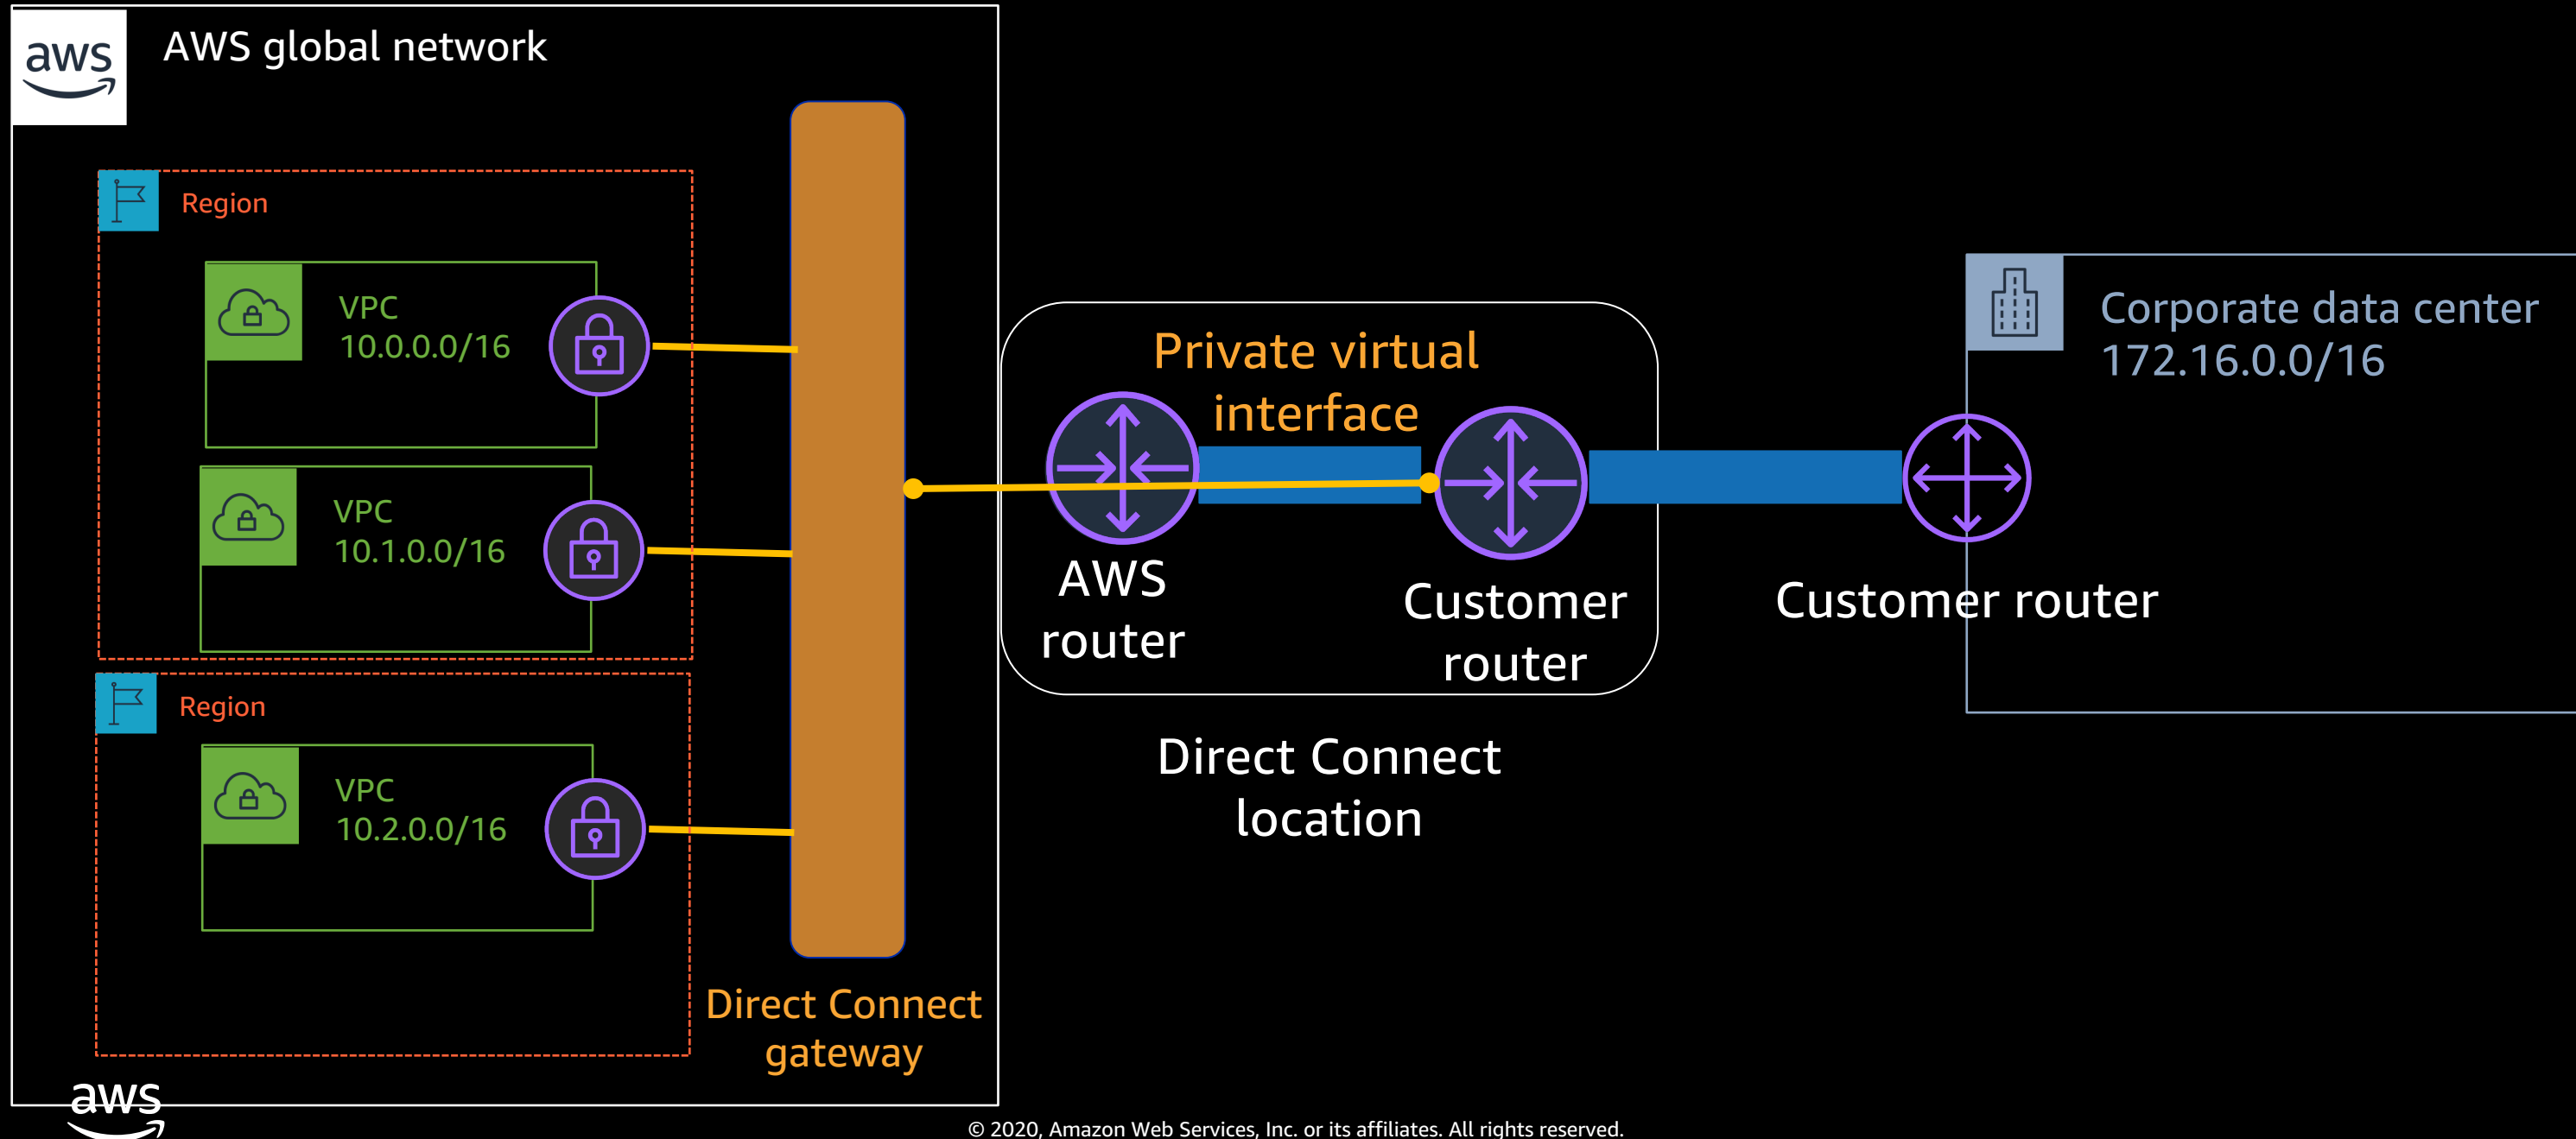 aws
AWS global network
Region
VPC
10.0.0.0/16
VPC
10.1.0.0/16
Region
VPC
10.2.0.0/16
Direct Connect
gateway
Private virtual
interface
AWS
router
Customer
router
Direct Connect
location
Customer router
Corporate data center
172.16.0.0/16
aws
© 2020, Amazon Web Services, Inc. or its affiliates. All rights reserved.